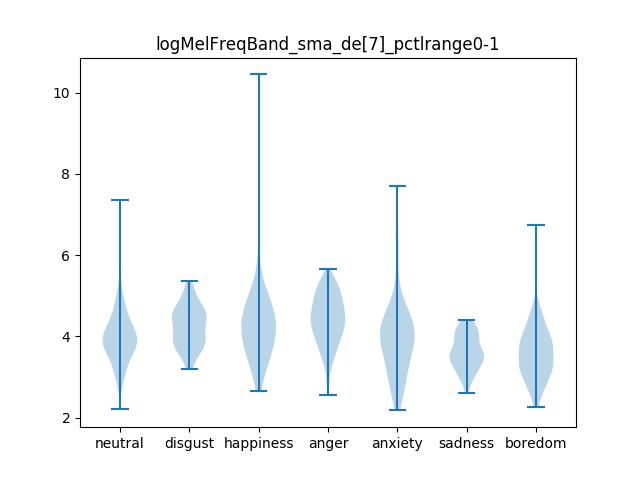 logMelFreqBand_sma_de[7]_pctlrange0-1
10
8
6
4
2
neutral disgust happiness anger anxiety sadness boredom